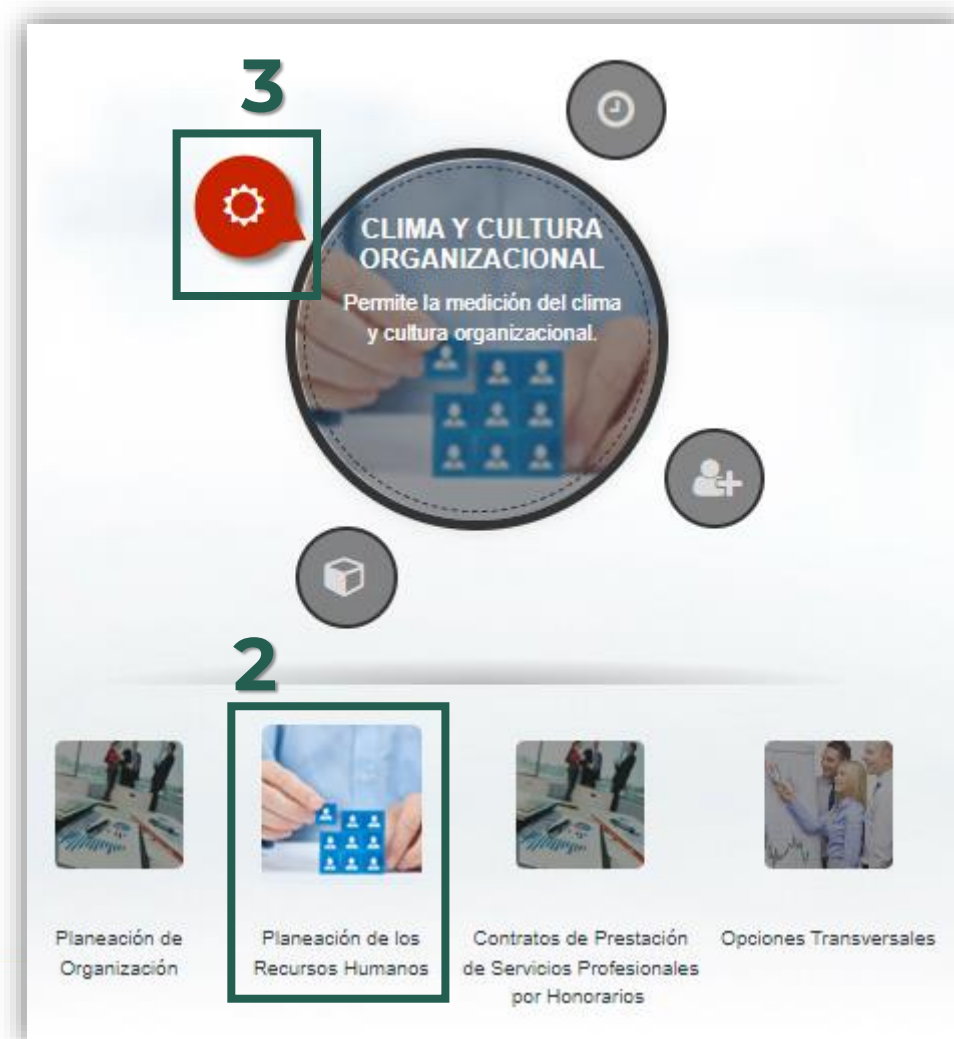 3
CLIMA Y CULTURA
ORGANIZACIONAL
Permite la medición del clima
y cultura organizacional.
2
Planeación de
Organización
Planeación de los
Recursos Humanos
Contratos de Prestación
de Servicios Profesionales
por Honorarios
Opciones Transversales